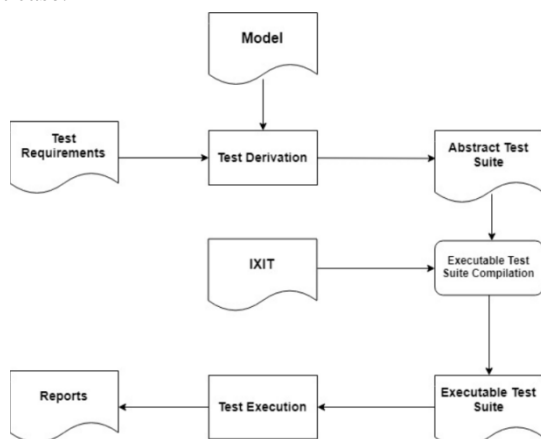 Model
Test
Requirements
Test Derivation
Abstract Test
Suite
IXIT
Executable Test
Suite Compilation
Reports
Test Execution
Executable Test
Suite